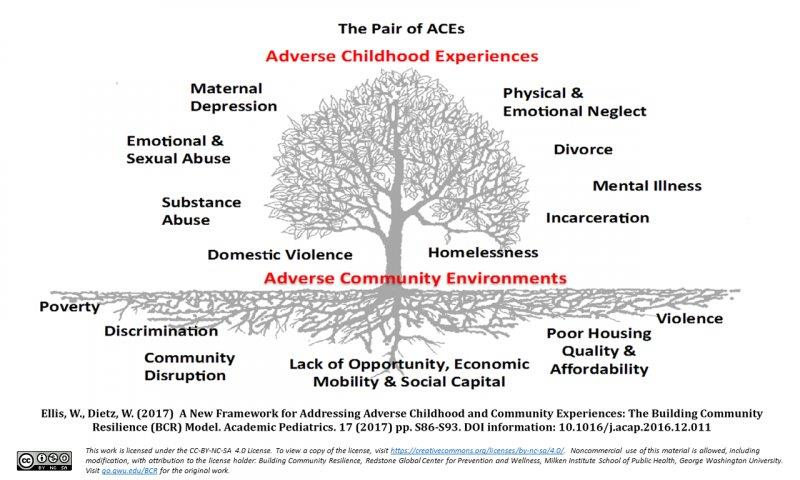 The Pair of ACEs
Adverse Childhood Experiences
Maternal
Depression
Physical &
Emotional Neglect
Emotional &
Sexual Abuse
Divorce
Mental Illness
Substance
Abuse
Incarceration
Domestic Violence
Homelessness
Adverse Community Environments
Poverty
Violence
Discrimination
Poor Housing
Quality &
Affordability
Community
Disruption
Lack of Opportunity, Economic
Mobility & Social Capital
Ellis, W., Dietz, W. (2017) A New Framework for Addressing Adverse Childhood and Community Experiences: The Building Community
Resilience (BCR) Model. Academic Pediatrics. 17 (2017) pp. S86-S93. DOI information: 10.1016/j.acap.2016.12.011
cc BY NC SA
This work is licensed under the CC-BY-NC-SA 4.0 License. To view a copy of the license, visit https://creativecommons.org/licenses/by-nc-sa/4.0/. Noncommercial use of this material is allowed, including
modification, with attribution to the license holder: Building Community Resilience, Redstone Global Center for Prevention and Wellness, Milken Institute School of Public Health, George Washington University.
Visit go.gwu.edu/BCR for the original work.